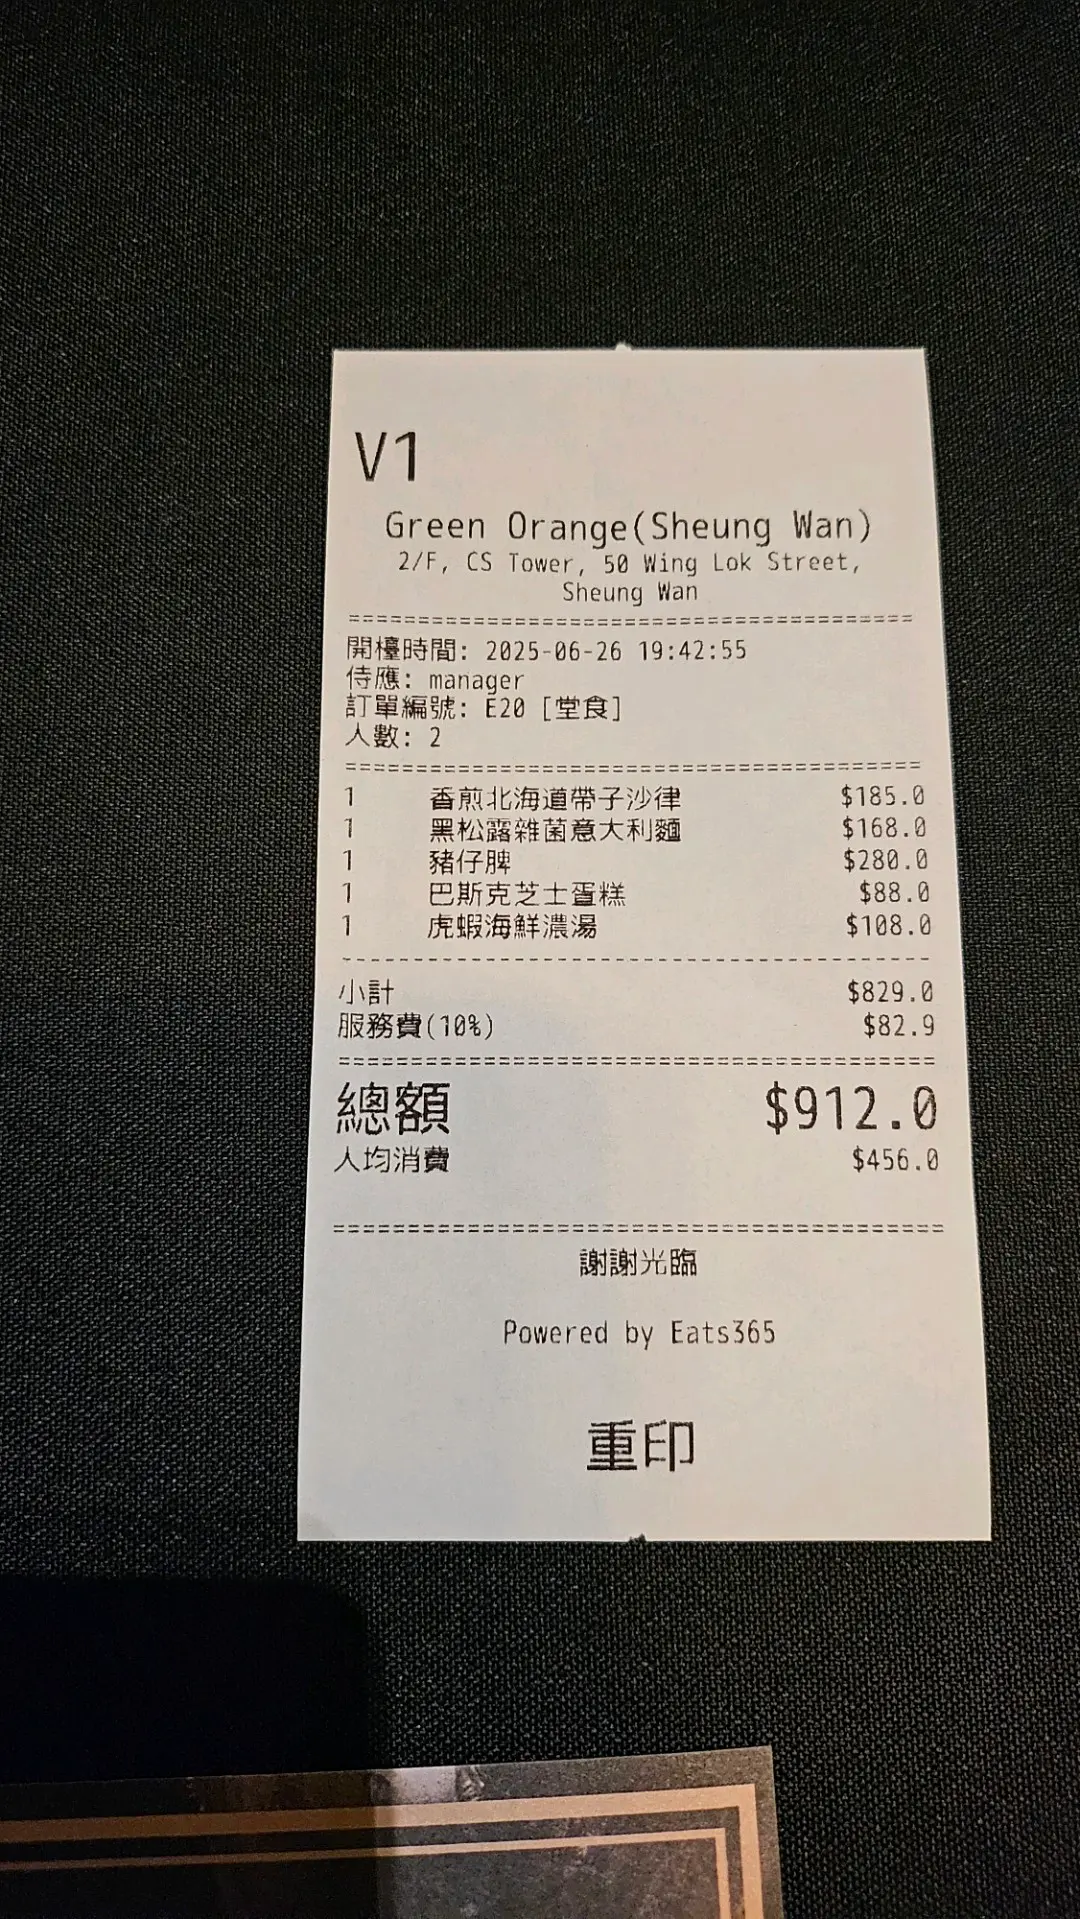 V1
Green Orange(Sheung Wan)
2/F, CS Tower, 50 Wing Lok Street,
Sheung Wan
開檯時間: 2025-06-26 19:42:55
侍應: manager
訂單編號: E20 [堂食]
人數: 2
1 香煎北海道帶子沙律 $185.0
1 黑松露雜菌意大利麵 $168.0
1 豬仔脾 $280.0
1 巴斯克芝士蛋糕 $88.0
1 虎蝦海鮮濃湯 $108.0
小計 $829.0
服務費(10%) $82.9
總額 $912.0
人均消費 $456.0
謝謝光臨
Powered by Eats365
重印